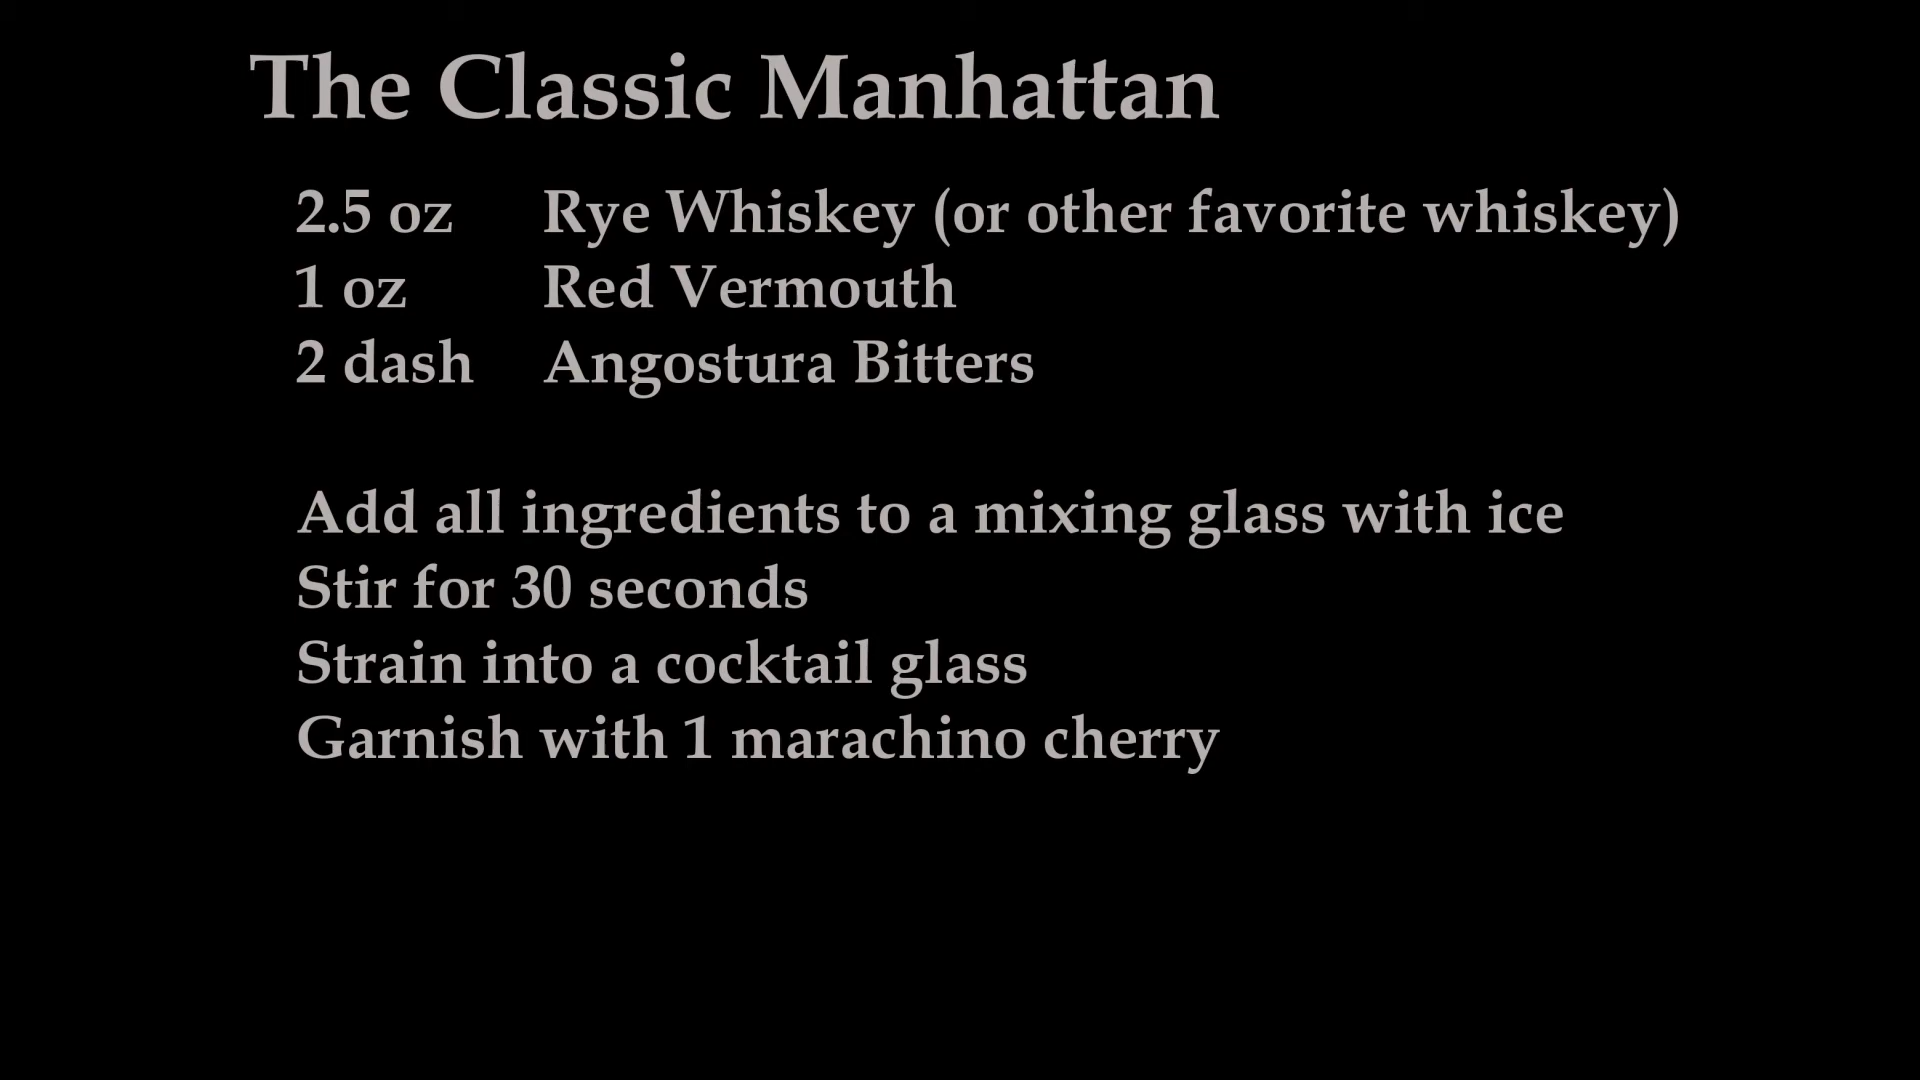 The Classic Manhattan
2.5 oz Rye Whiskey (or other favorite whiskey)
1 oz Red Vermouth
2 dash Angostura Bitters
Add all ingredients to a mixing glass with ice
Stir for 30 seconds
Strain into a cocktail glass
Garnish with 1 marachino cherry